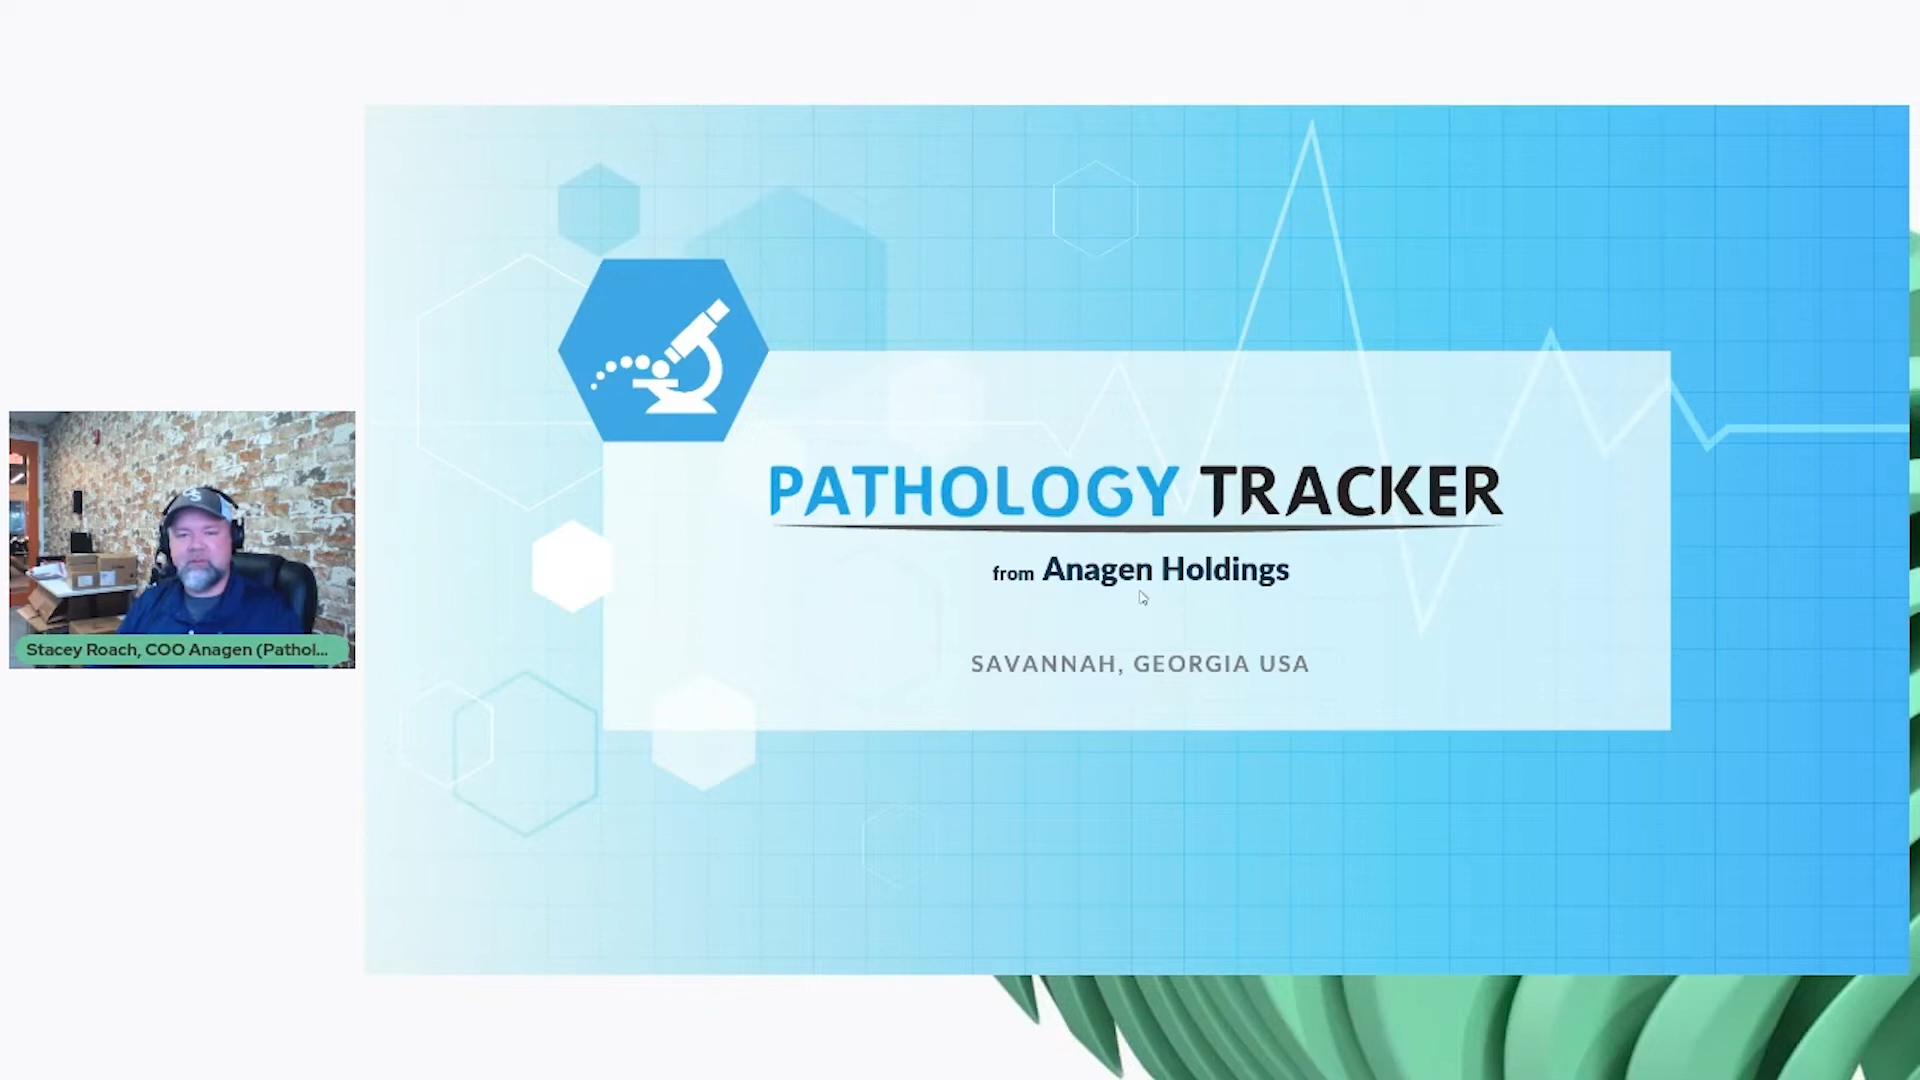 PATHOLOGY TRACKER
from Anagen Holdings
SAVANNAH, GEORGIA USA
Stacey Roach, COO Anagen (Pathol...